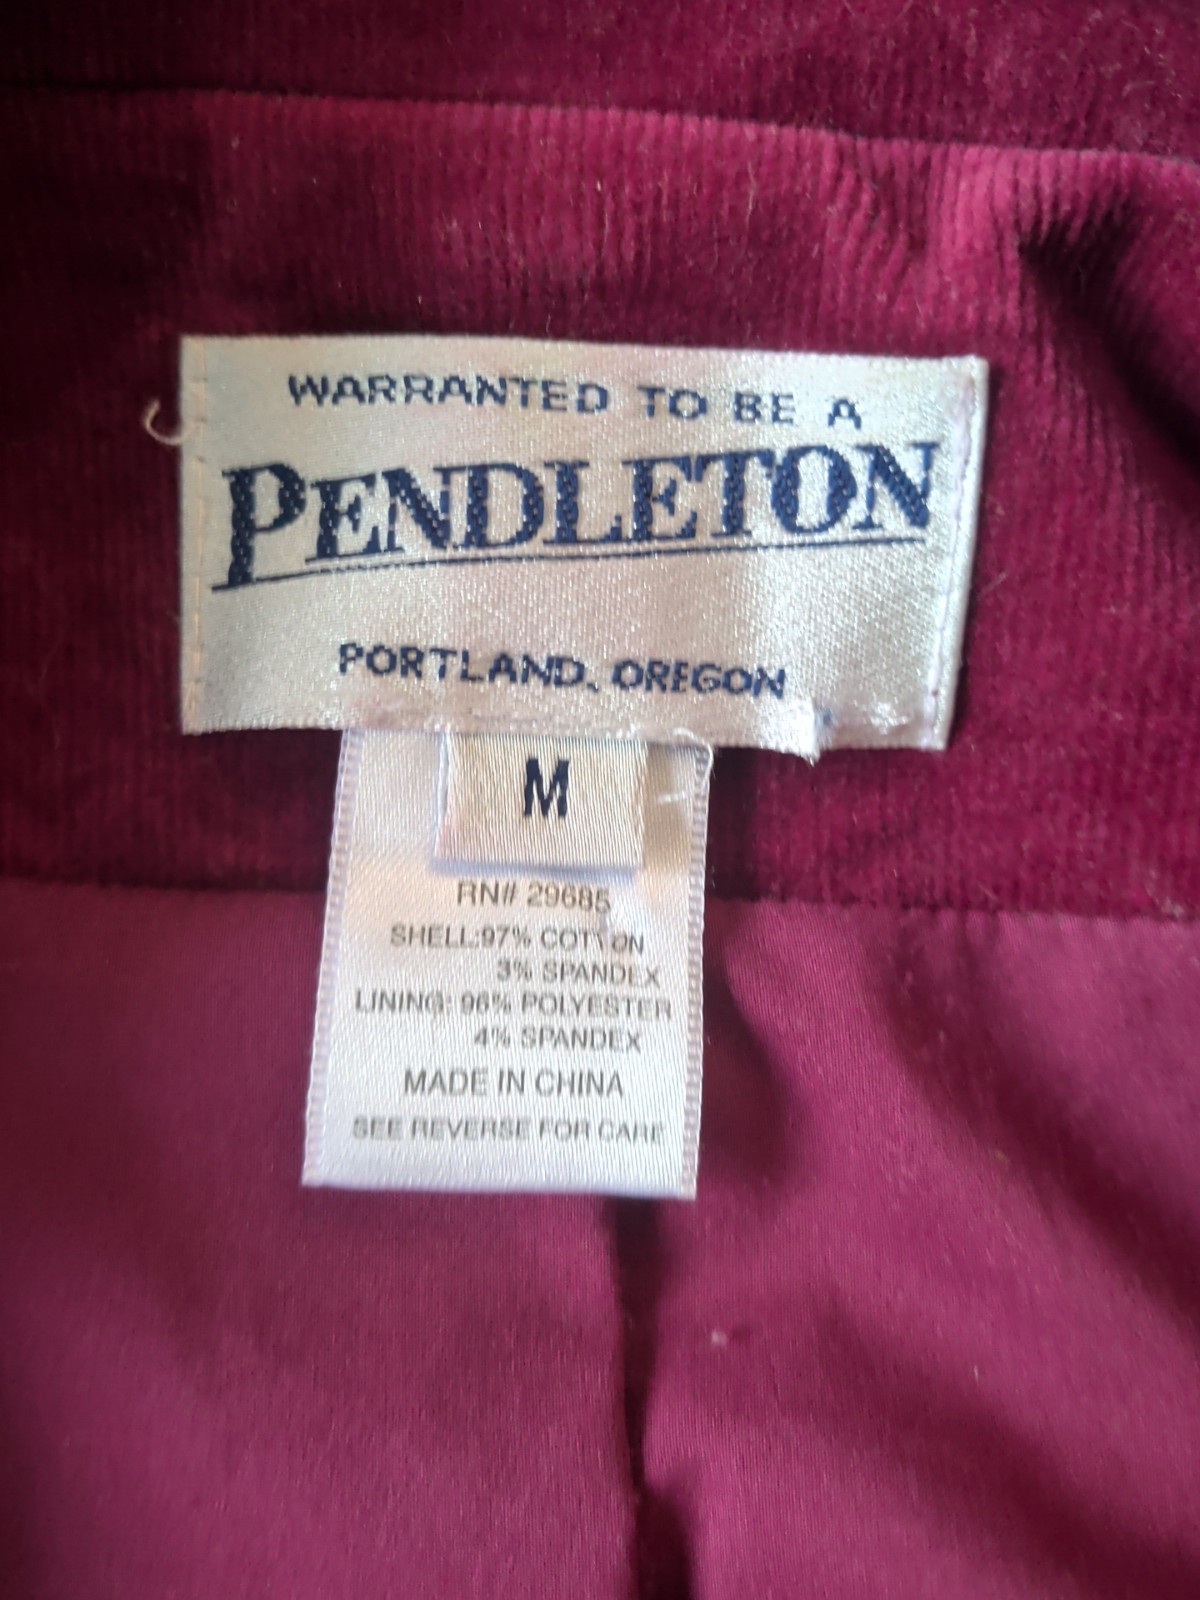 WARRANTED TO BE A
PENDLETON
PORTLAND, OREGON
M
RN# 29685
SHELL:97% COTTON
3% SPANDEX
LINING: 96% POLYESTER
4% SPANDEX
MADE IN CHINA
SEE REVERSE FOR CARE